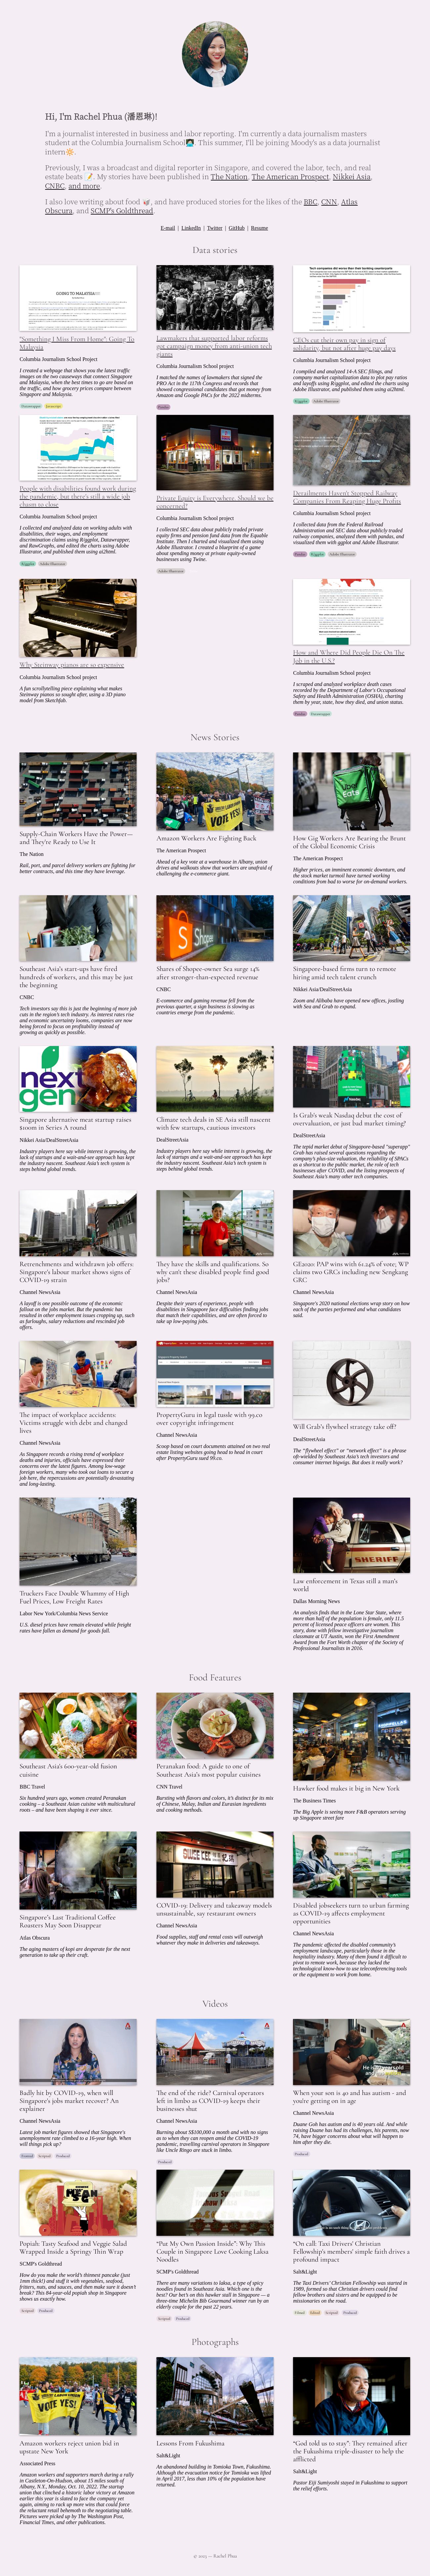 Hi, I'm Rachel Phua (潘恩琳)!
I'm a journalist interested in business and labor reporting. I'm currently a data journalism masters
student at the Columbia Journalism School👩🏻‍💻. This summer, I'll be joining Moody's as a data journalism
intern🔆.
Previously, I was a broadcast and digital reporter in Singapore, and covered the labor, tech, and real
estate beats 📝. My stories have been published in The Nation, The American Prospect, Nikkei Asia,
CNBC, and more.
I also love writing about food 🥡, and have produced stories for the likes of the BBC, CNN, Atlas
Obscura, and SCMP's Goldthread.
E-mail | LinkedIn | Twitter | GitHub | Resume
Data stories
GOING TO MALAYSIA
"Something I Miss From Home": Going To
Malaysia
Columbia Journalism School Project
I created a webpage that shows you the latest traffic
images at the two causeways that connect Singapore
and Malaysia, when the best time is to go and beat
the traffic, and how grocery prices compare between
Singapore and Malaysia.
Datawrapper Javascript
Lawmakers that supported labor reforms
got campaign money from anti-union tech
giants
Columbia Journalism School project
I matched the names of lawmakers that signed the
PRO Act in the 117th Congress and records that
showed congressional candidates that got money from
Amazon and Google PACs for the 2022 midterms.
Pandas
Tech companies did worse than from banking counterparts
CEOs cut their own pay in sign of
solidarity, but not after huge pay days
Columbia Journalism School project
I compiled and analyzed 14-A SEC filings, and
company market capitalization data to plot pay ratios
and layoffs using R/ggplot, and edited the charts using
Adobe Illustrator, and published them using ai2html.
R/ggplot Adobe Illustrator
People with disabilities found work during
the pandemic, but there's still a wide job
chasm to close
Columbia Journalism School project
I collected and analyzed data on working adults with
disabilities, their wages, and employment
discrimination claims using R/ggplot, Datawrapper,
and RawGraphs, edited the charts using Adobe
Illustrator, and published them using ai2html.
R/ggplot Adobe Illustrator
Private Equity is Everywhere. Should we be
concerned?
Columbia Journalism School project
I collected SEC data about publicly traded private
equity firms and pension fund data from the Equable
Institution. Then I charted and visualized them using
Adobe Illustrator. I created a blueprint of a game
about spending money at private equity-owned
businesses using Twine.
Adobe Illustrator
Derailments Haven't Stopped Railway
Companies From Reaping Huge Profits
Columbia Journalism School project
I collected data from the Federal Railroad
Administration and SEC data about publicly traded
railway companies, analyzed them with pandas, and
visualized them with ggplot and Adobe Illustrator.
Pandas R/ggplot Adobe Illustrator
Why Steinway pianos are so expensive
Columbia Journalism School project
A fun scrollytelling piece explaining what makes
Steinway pianos so sought after, using a 3D piano
model from Sketchfab.
How and Where Did People Die On The
Job in the U.S.?
Columbia Journalism School project
I scraped and analyzed workplace death cases
recorded by the Department of Labor's Occupational
Safety and Health Administration (OSHA), charting
them by year, state, how they died, and union status.
Pandas Datawrapper
News Stories
Supply-Chain Workers Have the Power—
and They're Ready to Use It
The Nation
Rail, port, and parcel delivery workers are fighting for
better contracts, and this time they have leverage.
VOTE YES!
Amazon Workers Are Fighting Back
The American Prospect
Ahead of a key vote at a warehouse in Albany, union
drives and walkouts show that workers are unafraid of
challenging the e-commerce giant.
Eats
How Gig Workers Are Bearing the Brunt
of the Global Economic Crisis
The American Prospect
Higher prices, an imminent economic downturn, and
the stock market turmoil have turned working
conditions from bad to worse for on-demand workers.
Southeast Asia's start-ups have fired
hundreds of workers, and this may be just
the beginning
CNBC
Tech investors say this is just the beginning of more job
cuts in the region's tech industry. As interest rates rise
and economic uncertainty looms, companies are now
being forced to focus on profitability instead of
growing as quickly as possible.
Shopee
Shares of Shopee-owner Sea surge 14%
after stronger-than-expected revenue
CNBC
E-commerce and gaming revenue fell from the
previous quarter, a sign business is slowing as
countries emerge from the pandemic.
Singapore-based firms turn to remote
hiring amid tech talent crunch
Nikkei Asia/DealStreetAsia
Zoom and Alibaba have opened new offices, jostling
with Sea and Grab to expand.
next
gen
Singapore alternative meat startup raises
$100m in Series A round
Nikkei Asia/DealStreetAsia
Industry players here say while interest is growing, the
lack of startups and a wait-and-see approach has kept
the industry nascent. Southeast Asia's tech system is
steps behind global trends.
Climate tech deals in SE Asia still nascent
with few startups, cautious investors
DealStreetAsia
Industry players here say while interest is growing, the
lack of startups and a wait-and-see approach has kept
the industry nascent. Southeast Asia's tech system is
steps behind global trends.
Is Grab's weak Nasdaq debut the cost of
overvaluation, or just bad market timing?
DealStreetAsia
The tepid market debut of Singapore-based "superapp"
Grab has raised several questions regarding the
company's post-IPO valuation, the reliability of SPACs
as a shortcut to the public market, the role of tech
businesses after COVID, and the listing prospects of
Southeast Asia's many other tech companies.
Retrenchments and withdrawn job offers:
Singapore's labour market shows signs of
COVID-19 strain
Channel NewsAsia
A layoff is one possible outcome of the economic
fallout on the job market. But the pandemic has
resulted in other employment issues cropping up, such
as furloughs, salary reductions and rescinded job
offers.
They have the skills and qualifications. So
why can't these disabled people find good
jobs?
Channel NewsAsia
Despite their years of experience, people with
disabilities in Singapore face difficulties finding jobs
that match their capabilities, and are often forced to
take up low-paying jobs.
GE2020: PAP wins with 61.24% of vote; WP
claims two GRCs including new Sengkang
GRC
Channel NewsAsia
Singapore's 2020 national elections wrap story on how
each of the parties performed and what candidates
said.
The impact of workplace accidents:
Victims struggle with debt and changed
lives
Channel NewsAsia
As Singapore records a rising trend of workplace
deaths and injuries, officials have expressed their
concerns over the latest figures. Among low-wage
foreign workers, many who took out loans to secure a
job here, the repercussions are potentially devastating
and long-lasting.
PropertyGuru in legal tussle with 99.co
over copyright infringement
Channel NewsAsia
Scoop based on court documents attained on two real
estate listing websites going head to head in court
after PropertyGuru sued 99.co.
Will Grab's flywheel strategy take off?
DealStreetAsia
The "flywheel effect" or "network effect" is a phrase
oft-wielded by Southeast Asia's tech investors and
consumer internet bigwigs. But does it really work?
Truckers Face Double Whammy of High
Fuel Prices, Low Freight Rates
Labor New York/Columbia News Service
U.S. diesel prices have remain elevated while freight
rates have fallen as demand for goods fall.
SHERIFF
Law enforcement in Texas still a man's
world
Dallas Morning News
An analysis finds that in the Lone Star State, where
more than half of the population is female, only 11.5
percent of licensed peace officers are women. This
story, done with fellow investigative journalism
classmate at UT Austin, won the First Amendment
Award from the Fort Worth chapter of the Society of
Professional Journalists in 2016.
Food Features
Southeast Asia's 600-year-old fusion
cuisine
BBC Travel
Six hundred years ago, women created Peranakan
cooking – a Southeast Asian cuisine with multicultural
roots – and have been shaping it ever since.
Peranakan food: A guide to one of
Southeast Asia's most popular cuisines
CNN Travel
Bursting with flavors and colors, it's distinct for its mix
of Chinese, Malay, Indian and Eurasian ingredients
and cooking methods.
Hawker food makes it big in New York
The Business Times
The Big Apple is seeing more F&B operators serving
up Singapore street fare
Singapore's Last Traditional Coffee
Roasters May Soon Disappear
Atlas Obscura
The aging masters of kopi are desperate for the next
generation to take up their craft.
COVID-19: Delivery and takeaway models
unsustainable, say restaurant owners
Channel NewsAsia
Food supplies, staff and rental costs will outweigh
whatever they make in deliveries and takeaways.
Disabled jobseekers turn to urban farming
as COVID-19 affects employment
opportunities
Channel NewsAsia
The pandemic affected the disabled community's
employment landscape, particularly those in the
hospitality industry. Many of them found it difficult to
pivot to remote work, because they lacked the
technological know-how to use teleconferencing tools
or the equipment to work from home.
Videos
Badly hit by COVID-19, when will
Singapore's jobs market recover? An
explainer
Channel NewsAsia
Latest job market figures showed that Singapore's
unemployment rate climbed to a 16-year high. When
will things pick up?
Scripted Produced
The end of the ride? Carnival operators
left in limbo as COVID-19 keeps their
businesses shut
Channel NewsAsia
Burning about S$100,000 a month and with no signs
as to when they can restart amid the COVID-19
pandemic, traveling carnival operators in Singapore
like Uncle Ringo are stuck in limbo.
Produced
When your son is 40 and has autism - and
you're getting on in age
Channel NewsAsia
Duane Goh has autism and is 40 years old. And while
raising Duane has had its challenges, his parents, now
74, have bigger concerns about what will happen to
him after they die.
Produced
Popiah: Tasty Seafood and Veggie Salad
Wrapped Inside a Springy Thin Wrap
SCMP's Goldthread
How do you make the world's thinnest pancake (just
1mm thick!) and stuff it with vegetables, seafood,
fritters, nuts, and sauces, and then make sure it doesn't
break? This 84-year-old popiah shop in Singapore
shows us exactly how.
Scripted Produced
"Put My Own Passion Inside": Why This
Couple in Singapore Love Cooking Laksa
Noodles
SCMP's Goldthread
There are many variations to laksa, a type of spicy
noodles found in Southeast Asia. Which one is the
best? Our bet's on this hawker stall in Singapore — a
three-time Michelin Bib Gourmand winner run by an
elderly couple for the past 22 years.
Scripted Produced
"On call: Taxi Drivers' Christian
Fellowship's members' simple faith drives a
profound impact
Salt&Light
The Taxi Drivers' Christian Fellowship was started in
1989, formed so that Christian drivers could find
fellow brothers and sisters and be equipped to be
missionaries on the road.
Filmed Edited Scripted Produced
Photographs
VOTE YES!
Amazon workers reject union bid in
upstate New York
Associated Press
Amazon workers and supporters march during a rally
in Castleton-On-Hudson, about 15 miles south of
Albany, N.Y., Monday, Oct. 10, 2022. The startup
union that clinched a historic labor victory at Amazon
earlier this year is slated to face the company yet
again, aiming to rack up more wins that could force
the reluctant retail behemoth to the negotiating table.
Pictures were picked up by The Washington Post,
Financial Times, and other publications.
Lessons From Fukushima
Salt&Light
An abandoned building in Tomioka Town, Fukushima.
Although the evacuation notice for Tomioka was lifted
in April 2017, less than 10% of the population have
returned.
"God told us to stay": They remained after
the Fukushima triple-disaster to help the
afflicted
Salt&Light
Pastor Eiji Sumiyoshi stayed in Fukushima to support
the relief efforts.
© 2023 — Rachel Phua